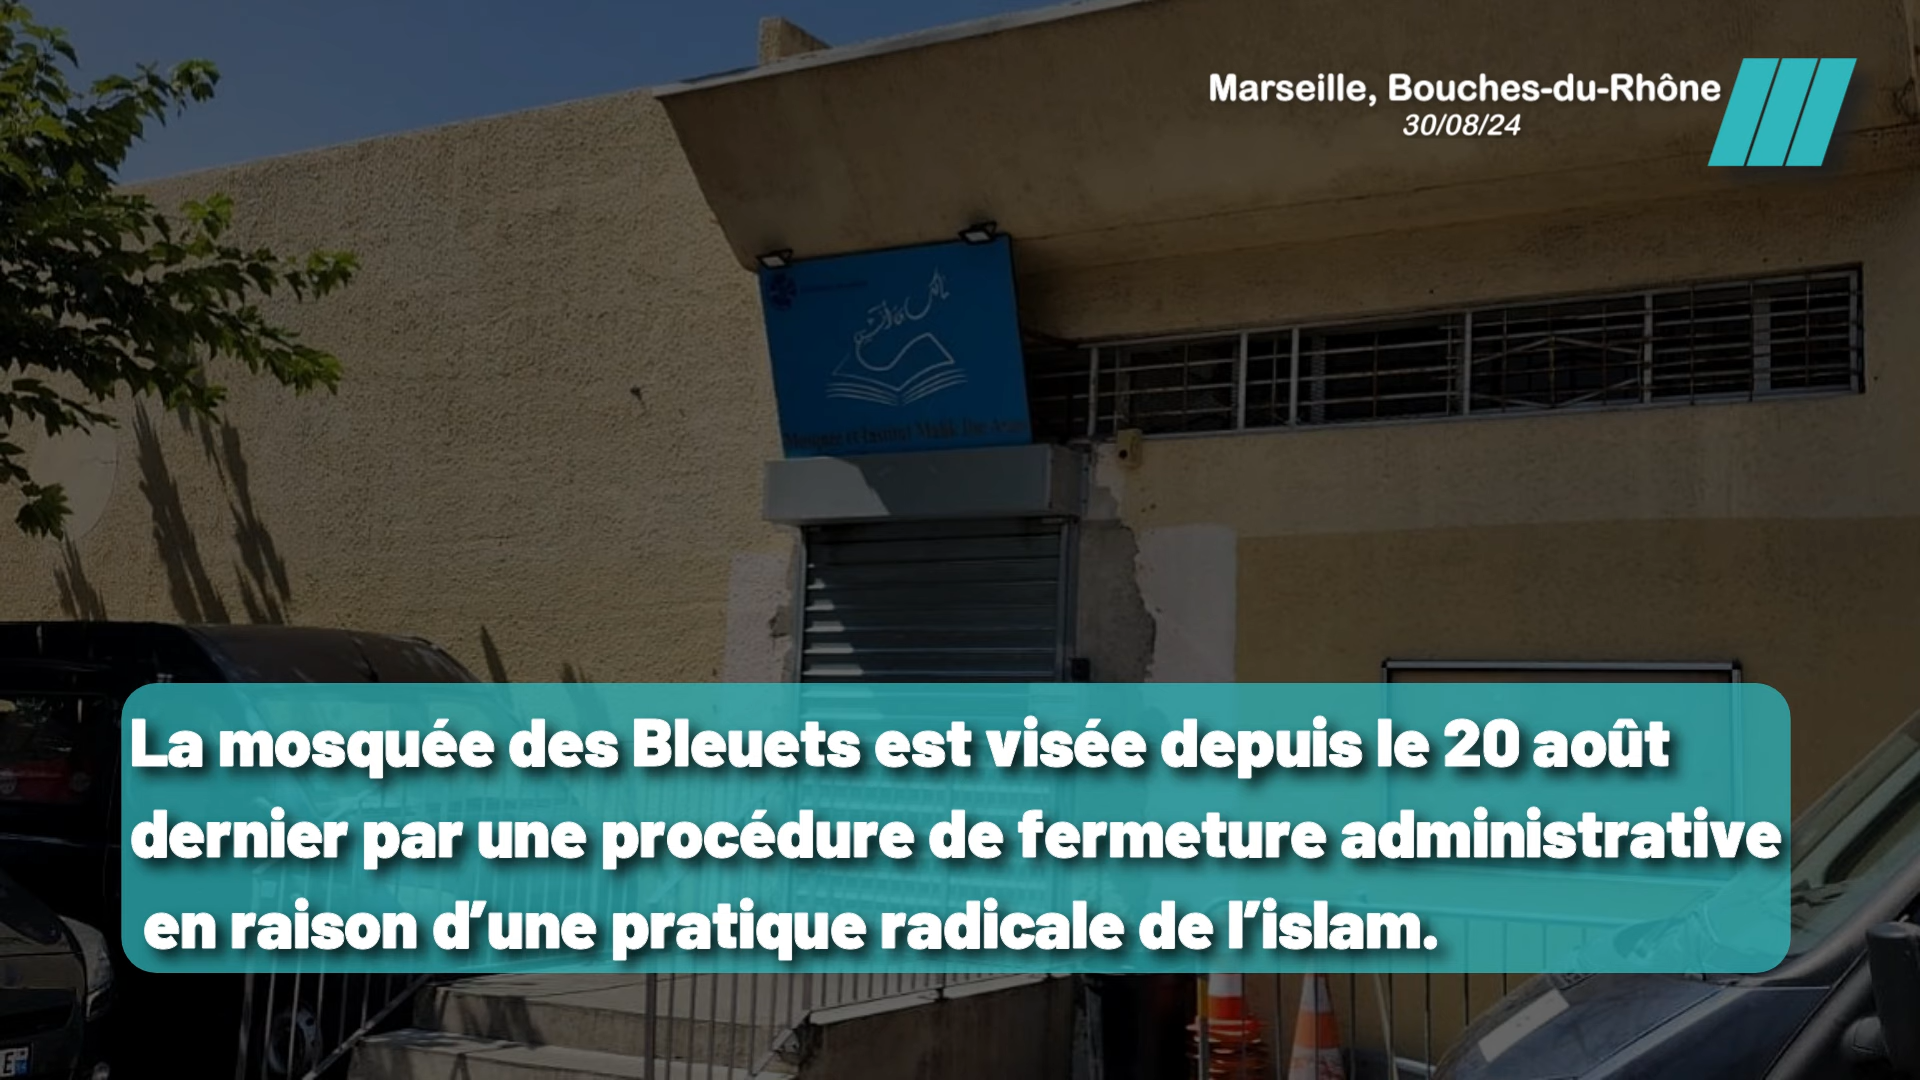 Marseille, Bouches-du-Rhône
30/08/24
La mosquée des Bleuets est visée depuis le 20 août
dernier par une procédure de fermeture administrative
en raison d’une pratique radicale de l’islam.